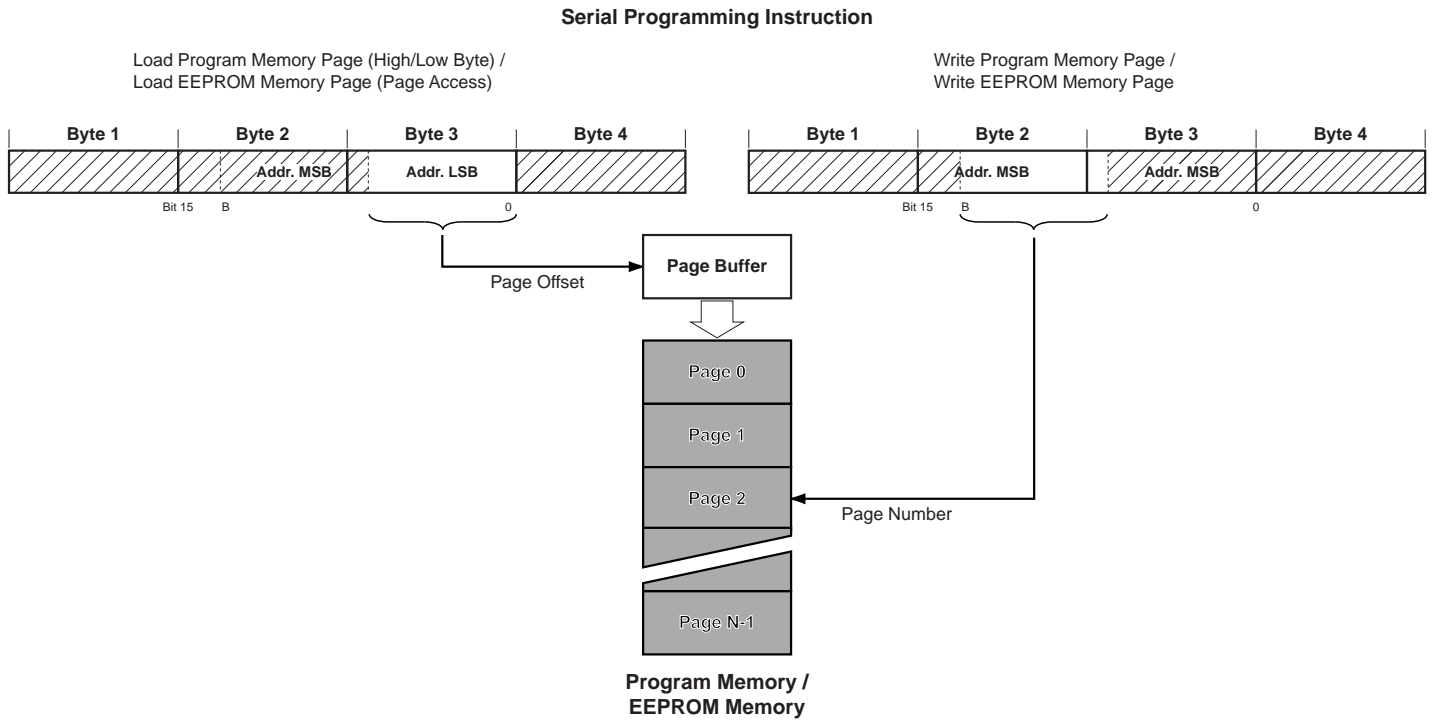 Serial Programming Instruction
Load Program Memory Page (High/Low Byte) /
Load EEPROM Memory Page (Page Access)
Write Program Memory Page /
Write EEPROM Memory Page
Byte 1 Byte 2 Byte 3 Byte 4
Byte 1 Byte 2 Byte 3 Byte 4
Addr. MSB Addr. LSB
Addr. MSB Addr. MSB
Bit 15 B 0
Bit 15 B 0
Page Buffer
Page Offset
Page 0
Page 1
Page 2
Page Number
Page N-1
Program Memory /
EEPROM Memory